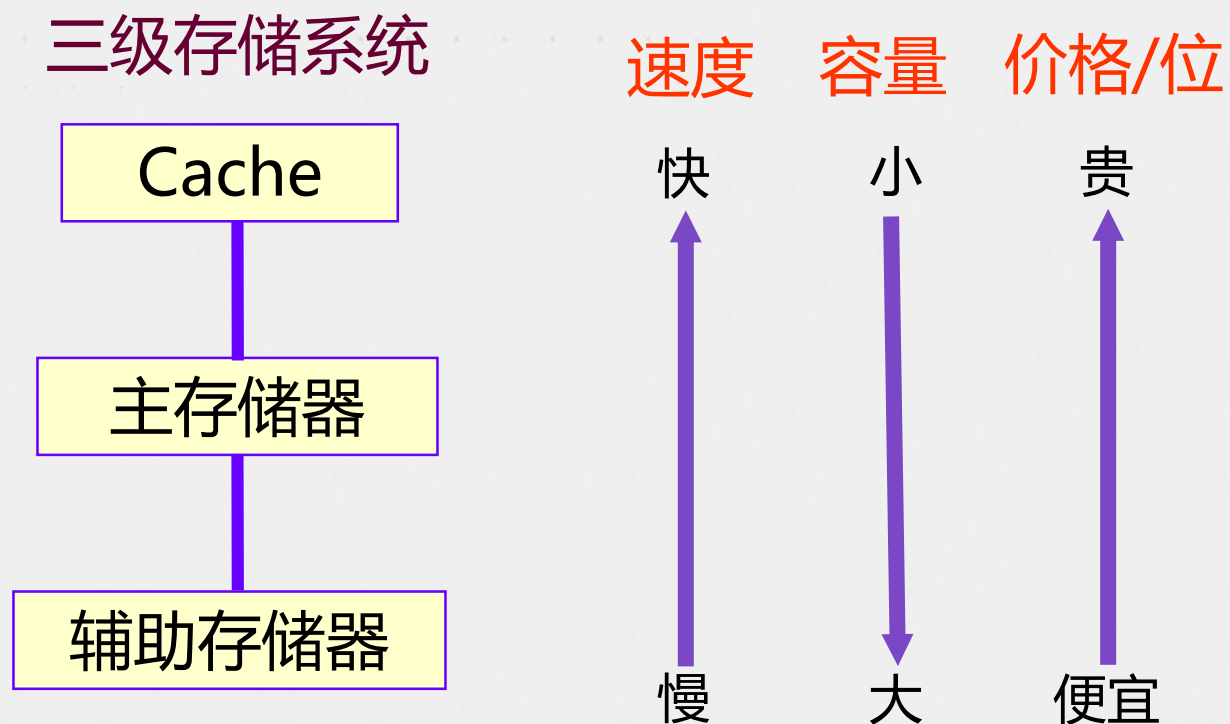 三级存储系统
速度 容量 价格/位
Cache 快 小 贵
主存储器
辅助存储器
慢 大 便宜